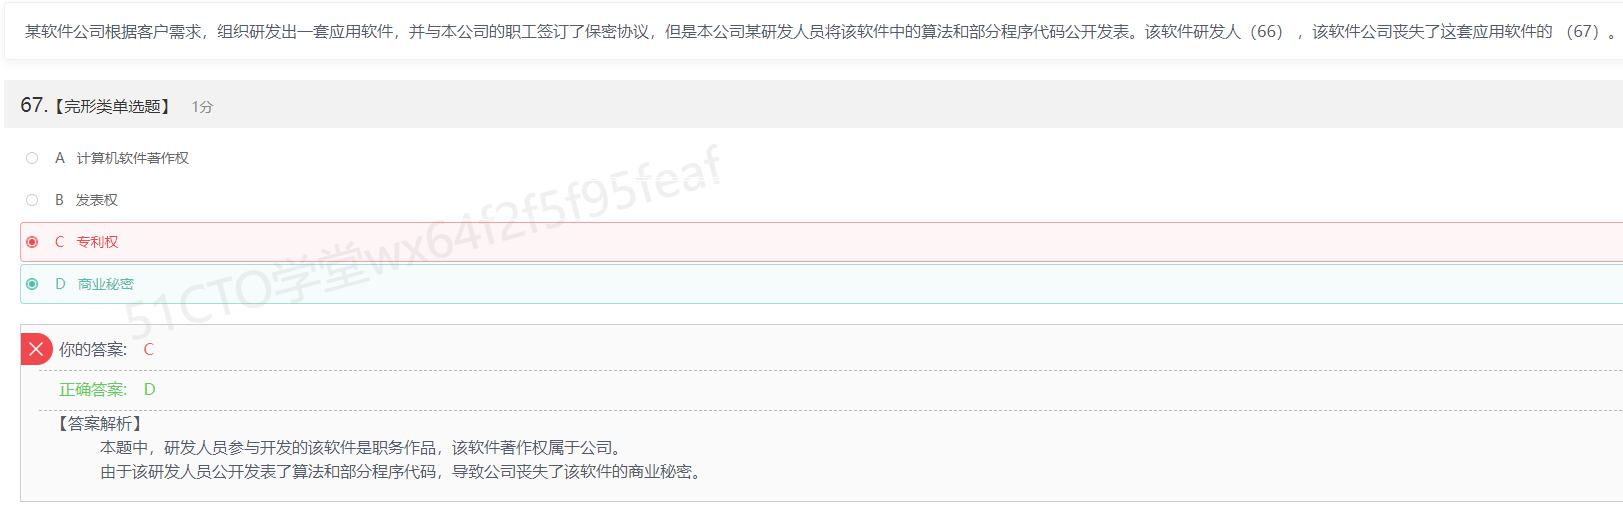 某软件公司根据客户需求，组织研发出一套应用软件，并与本公司的职工签订了保密协议，但是本公司某研发人员将该软件中的算法和部分程序代码公开发表。该软件研发人（66），该软件公司丧失了这套应用软件的 （67）。
67.【完形类单选题】 1分
A 计算机软件著作权
B 发表权
C 专利权
D 商业秘密
51CTO学堂wx64f2f5f95feaf
你的答案: C
正确答案: D
【答案解析】
本题中，研发人员参与开发的该软件是职务作品，该软件著作权属于公司。
由于该研发人员公开发表了算法和部分程序代码，导致公司丧失了该软件的商业秘密。